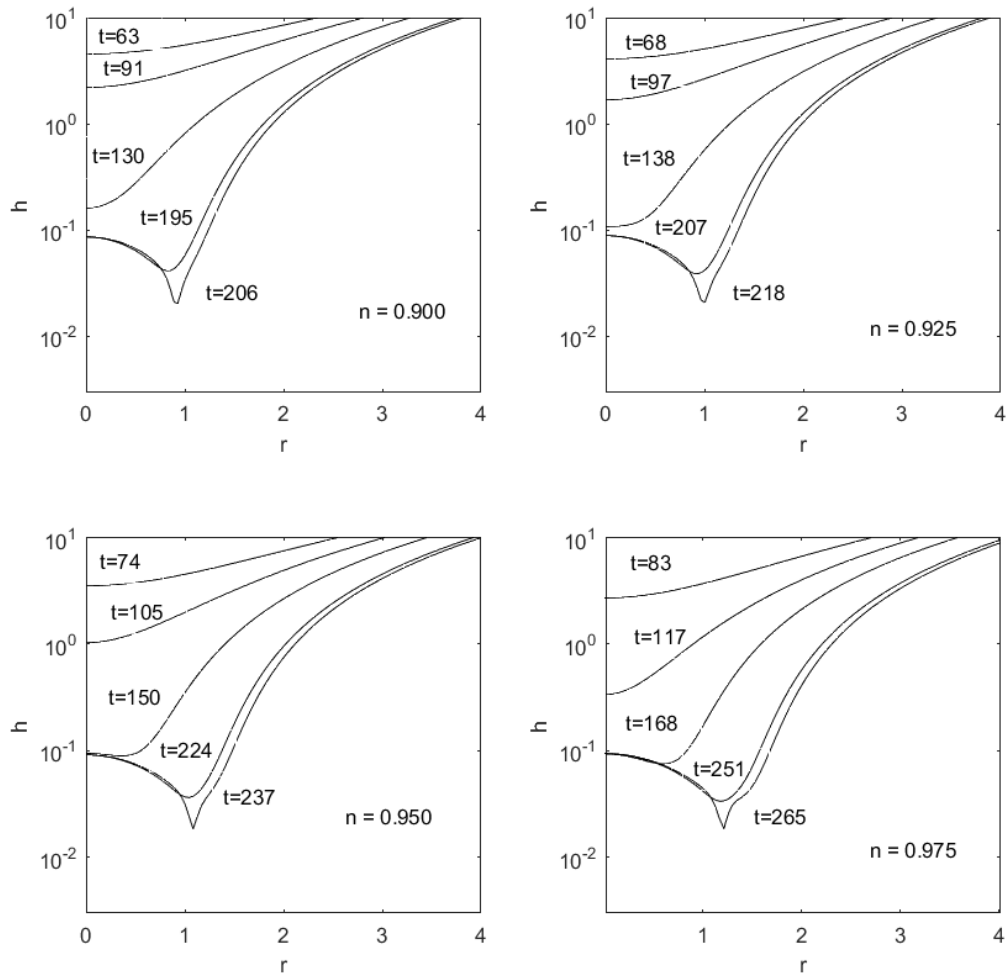 10^1
t=63
t=91
10^0
t=130
h
t=195
10^-1
t=206
n = 0.900
10^-2
0 1 2 3 4
r
10^1
t=68
t=97
10^0
t=138
h
10^-1
t=207
t=218
n = 0.925
10^-2
0 1 2 3 4
r
10^1
t=74
t=105
10^0
h
t=150
t=224
10^-1
t=237
n = 0.950
10^-2
0 1 2 3 4
r
10^1
t=83
t=117
10^0
h
t=168
10^-1
t=251
t=265
n = 0.975
10^-2
1 2 3 4
r